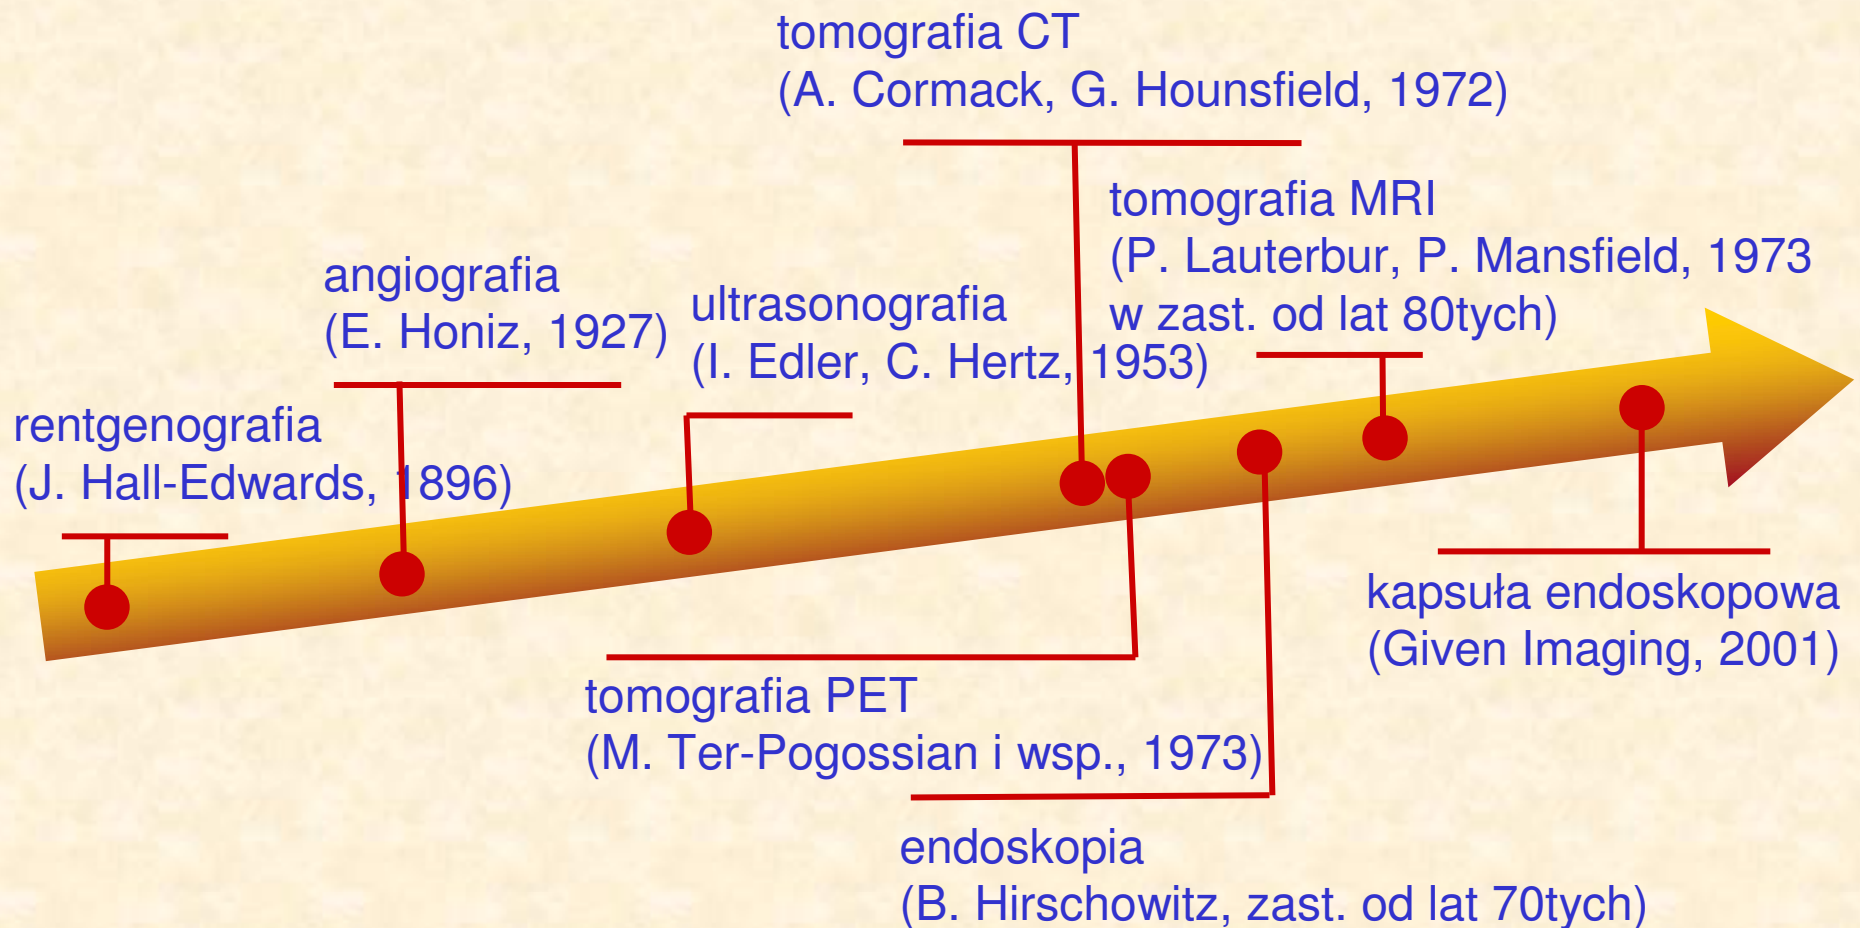 tomografia CT
(A. Cormack, G. Hounsfield, 1972)
tomografia MRI
(P. Lauterbur, P. Mansfield, 1973
w zast. od lat 80tych)
angiografia
(E. Honiz, 1927)
ultrasonografia
(I. Edler, C. Hertz, 1953)
rentgenografia
(J. Hall-Edwards, 1896)
kapsuła endoskopowa
(Given Imaging, 2001)
tomografia PET
(M. Ter-Pogossian i wsp., 1973)
endoskopia
(B. Hirschowitz, zast. od lat 70tych)